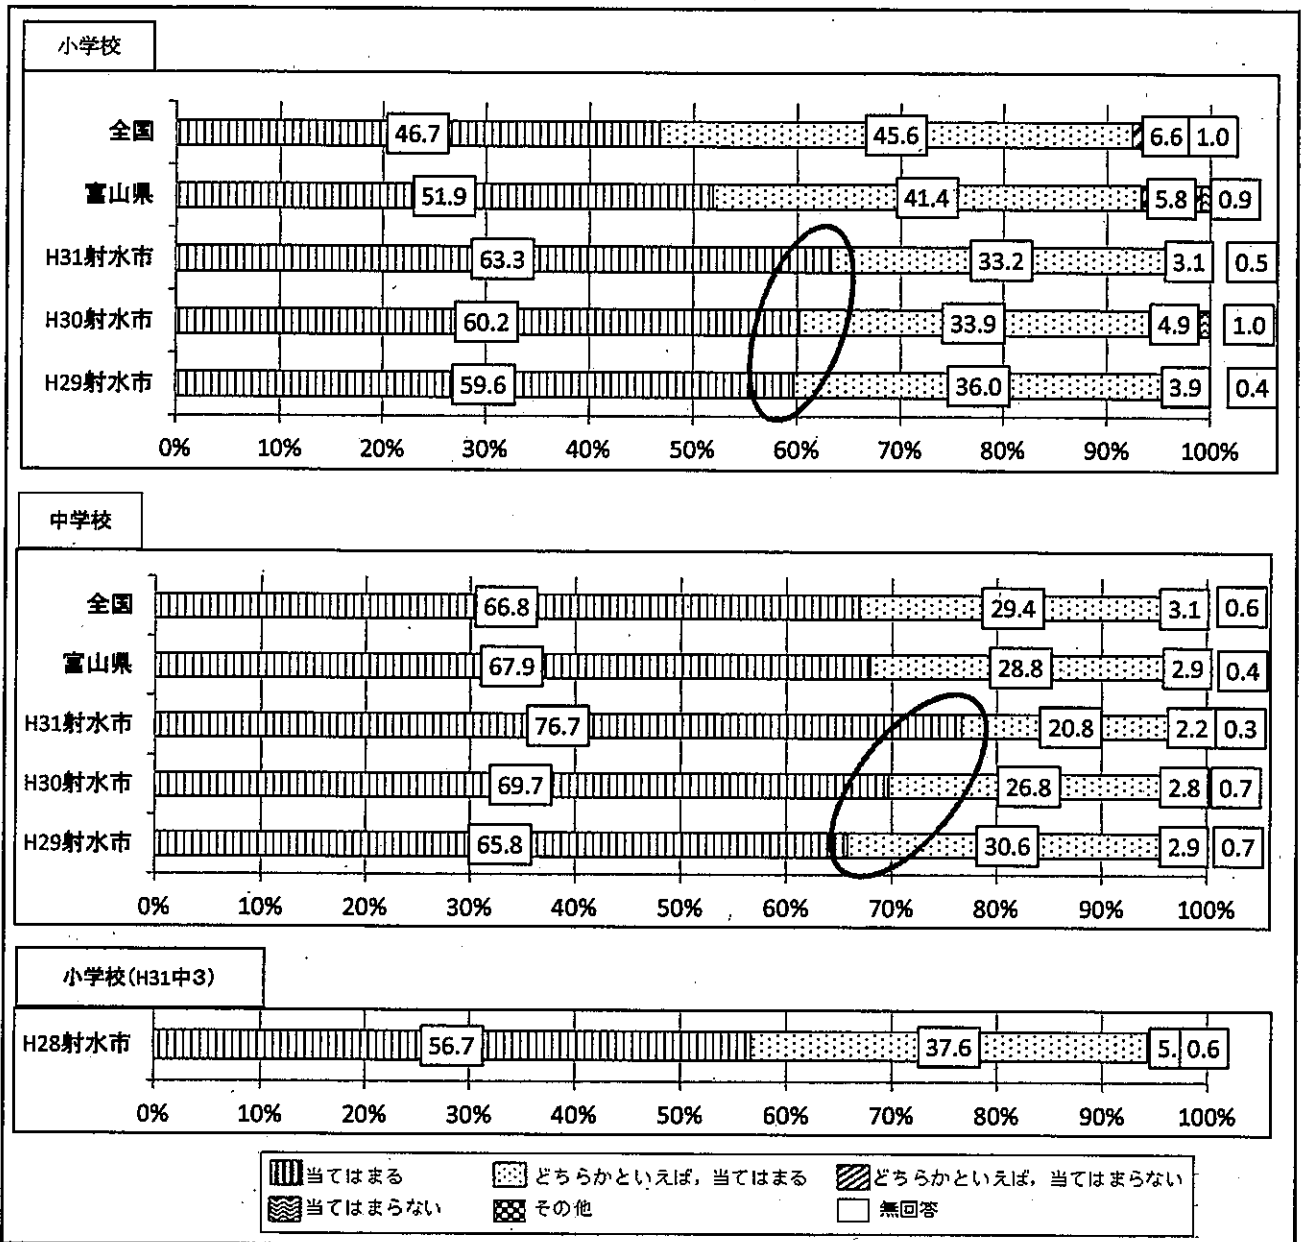 小学校
全国 46.7 45.6 6.6 1.0
富山県 51.9 41.4 5.8 0.9
H31射水市 63.3 33.2 3.1 0.5
H30射水市 60.2 33.9 4.9 1.0
H29射水市 59.6 36.0 3.9 0.4
0% 10% 20% 30% 40% 50% 60% 70% 80% 90% 100%
中学校
全国 66.8 29.4 3.1 0.6
富山県 67.9 28.8 2.9 0.4
H31射水市 76.7 20.8 2.2 0.3
H30射水市 69.7 26.8 2.8 0.7
H29射水市 65.8 30.6 2.9 0.7
0% 10% 20% 30% 40% 50% 60% 70% 80% 90% 100%
小学校(H31中3)
H28射水市 56.7 37.6 5. 0.6
0% 10% 20% 30% 40% 50% 60% 70% 80% 90% 100%
当てはまる どちらかといえば，当てはまる どちらかといえば，当てはまらない
当てはまらない その他 無回答